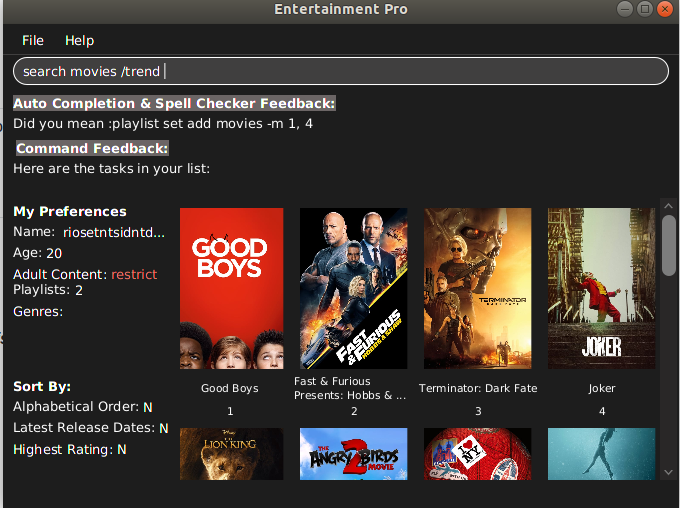 Entertainment Pro
File Help
search movies /trend
Auto Completion & Spell Checker Feedback:
Did you mean :playlist set add movies -m 1, 4
Command Feedback:
Here are the tasks in your list:
My Preferences
Name: riosetntsidntd...
Age: 20
Adult Content: restrict
Playlists: 2
Genres:
Sort By:
Alphabetical Order: N
Latest Release Dates: N
Highest Rating: N
GOOD
BOYS
FAST
&FURIOUS
HOBBS & SHAW
TERMINATOR
DARK FATE
JOKER
Good Boys
Fast & Furious
Presents: Hobbs & ...
Terminator: Dark Fate
Joker
1
2
3
4
THE
LION KING
THE
ANGRY BIRDS
2
MOVIE
I ♥
NY